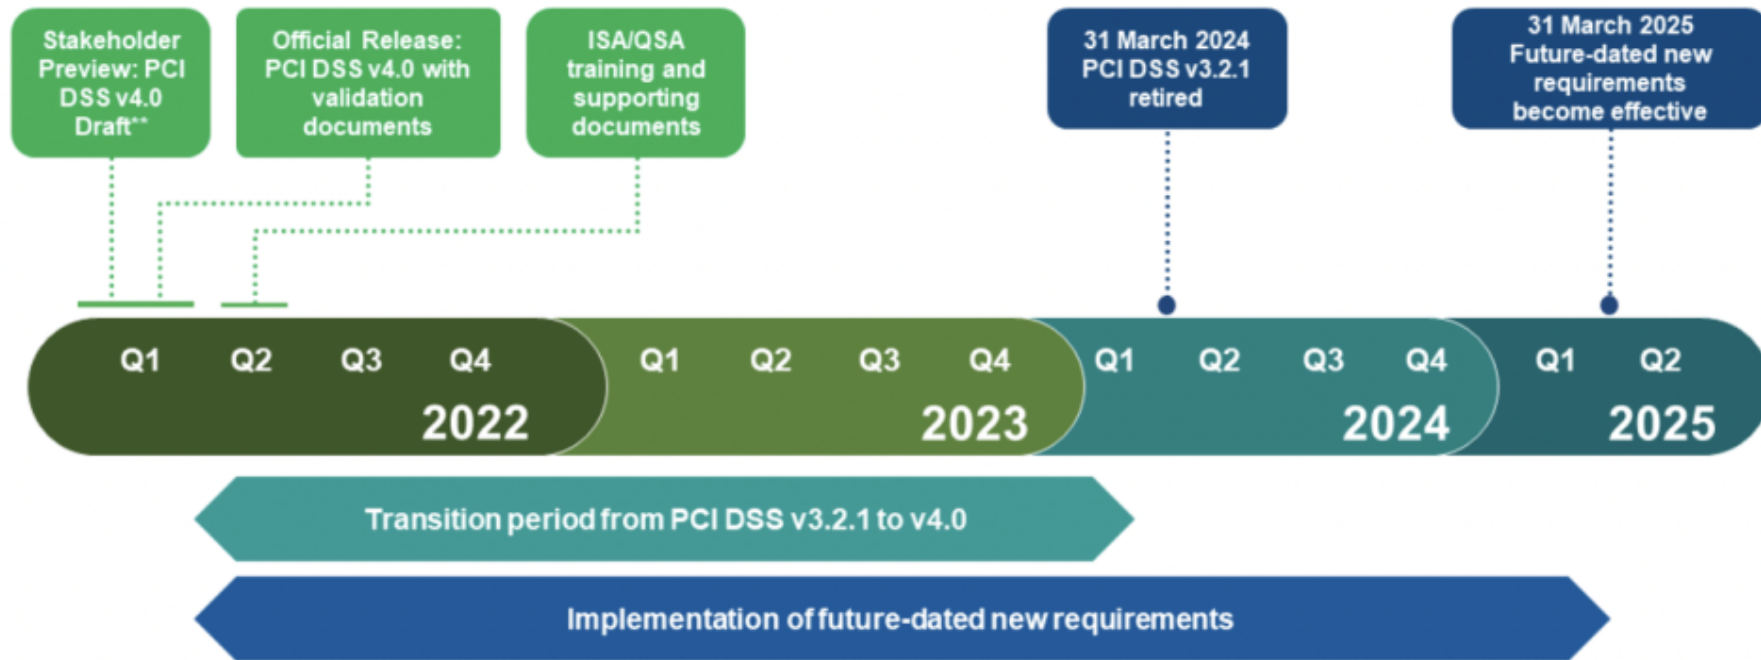 Stakeholder
Preview: PCI
DSS v4.0
Draft**
Official Release:
PCI DSS v4.0 with
validation
documents
ISA/QSA
training and
supporting
documents
31 March 2024
PCI DSS v3.2.1
retired
31 March 2025
Future-dated new
requirements
become effective
Q1 Q2 Q3 Q4
2022
Q1 Q2 Q3 Q4
2023
Q1 Q2 Q3 Q4
2024
Q1 Q2
2025
Transition period from PCI DSS v3.2.1 to v4.0
Implementation of future-dated new requirements